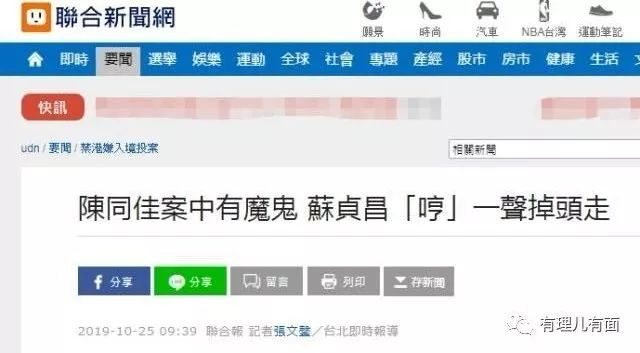 聯合新聞網
願景 時尚 汽車 NBA台湾 運動筆記
即時 要聞 選舉 娛樂 運動 全球 社會 專題 產經 股市 房市 健康 生活
快訊
udn / 要聞 / 禁港嫌入境投案
相關新聞
陳同佳案中有魔鬼 蘇貞昌「哼」一聲掉頭走
分享 分享 留言 列印 存新聞
2019-10-25 09:39 聯合報 記者張文馨╱台北即時報導
有理儿有面